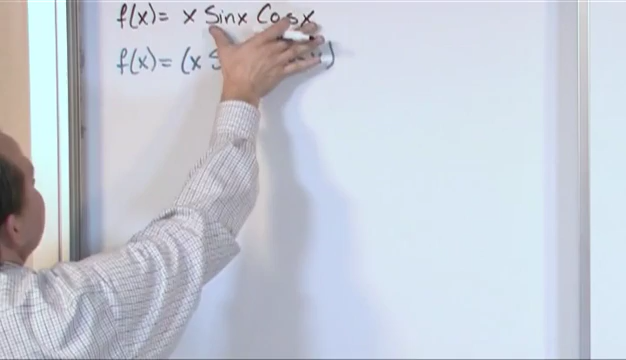 f(x)= x Sinx Cosx
f(x)= (x S )